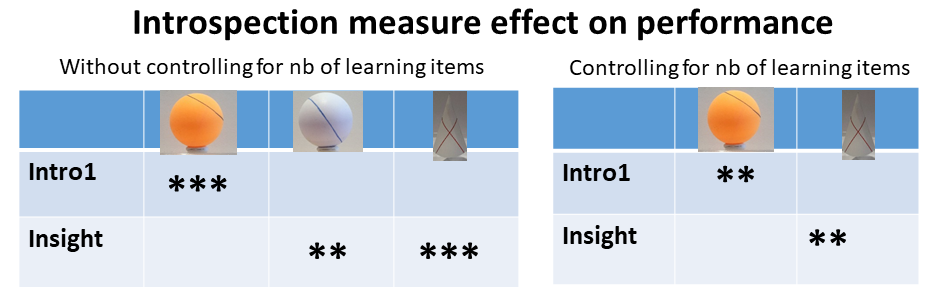 Introspection measure effect on performance
Without controlling for nb of learning items
Controlling for nb of learning items
Intro1
***
Insight
**
***
Intro1
**
Insight
**